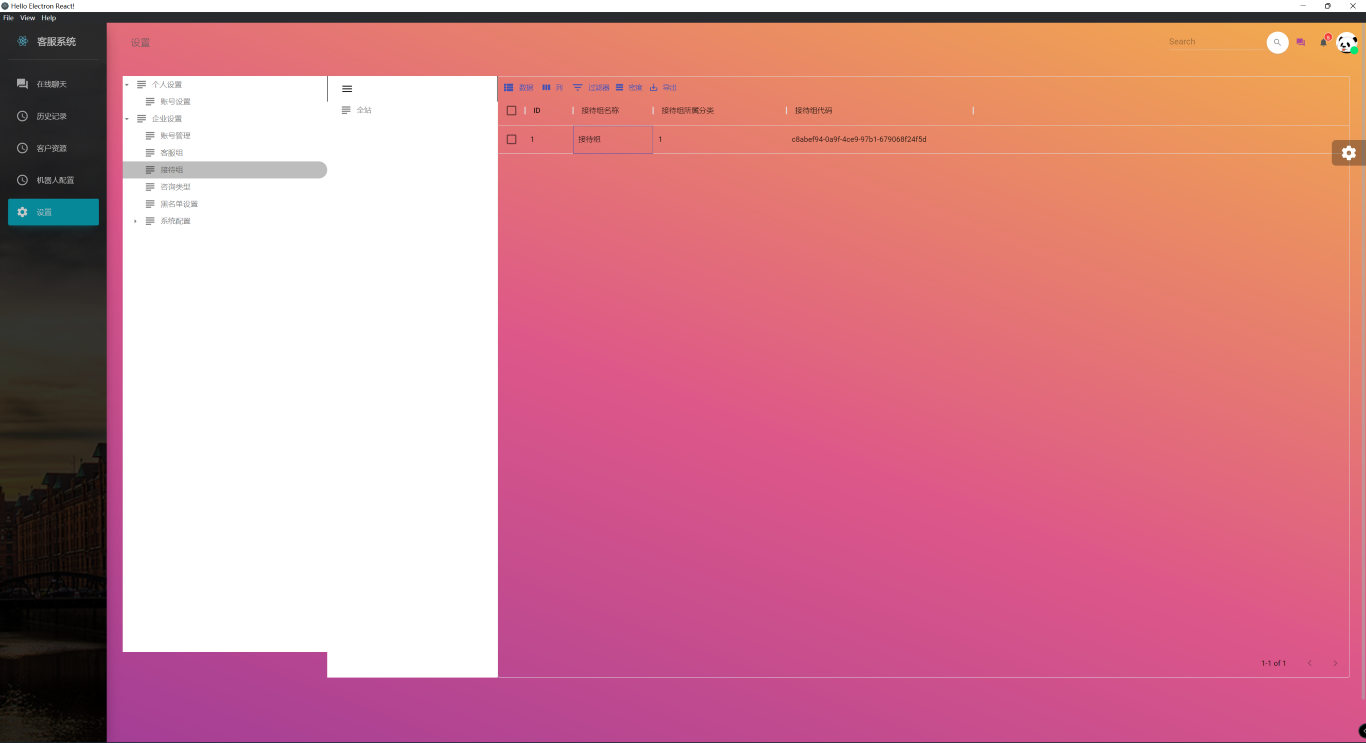 Hello Electron React!
File View Help
客服系统
设置
Search
8
在线聊天
历史记录
客户资源
机器人配置
设置
个人设置
账号设置
企业设置
账号管理
客服组
接待组
咨询类型
黑名单设置
系统配置
全站
数据 列 过滤器 密度 导出
ID 接待组名称 接待组所属分类 接待组代码
1 接待组 1 c8abef94-0a9f-4ce9-97b1-679068f24f5d
1-1 of 1